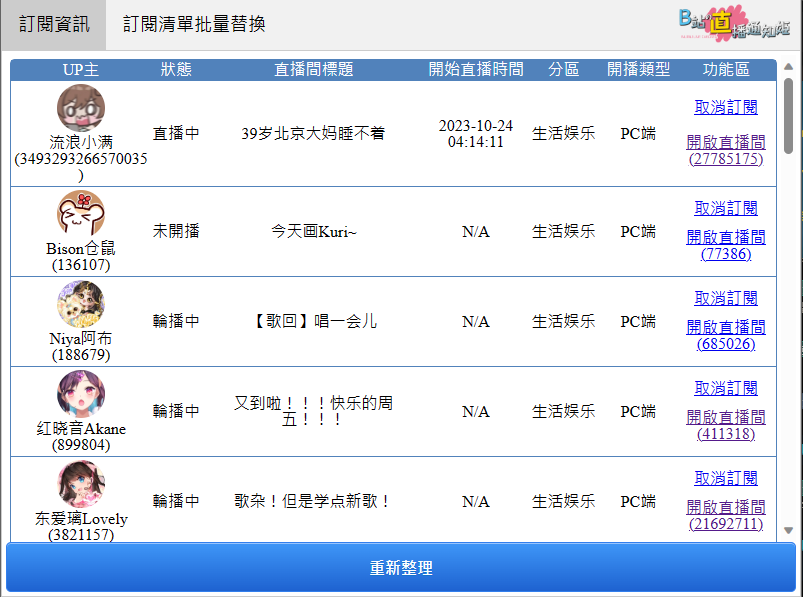 訂閱資訊 訂閱清單批量替換
B站直播通知姬
UP主 狀態 直播間標題 開始直播時間 分區 開播類型 功能區
流浪小满
(3493293266570035
)
直播中
39岁北京大妈睡不着
2023-10-24
04:14:11
生活娱乐
PC端
取消訂閱
開啟直播間
(27785175)
Bison仓鼠
(136107)
未開播
今天画Kuri~
N/A
生活娱乐
PC端
取消訂閱
開啟直播間
(77386)
Niya阿布
(188679)
輪播中
【歌回】唱一会儿
N/A
生活娱乐
PC端
取消訂閱
開啟直播間
(685026)
红晓音Akane
(899804)
輪播中
又到啦！！！快乐的周
五！！！
N/A
生活娱乐
PC端
取消訂閱
開啟直播間
(411318)
东爱璃Lovely
(3821157)
輪播中
歌杂！但是学点新歌！
N/A
生活娱乐
PC端
取消訂閱
開啟直播間
(21692711)
重新整理